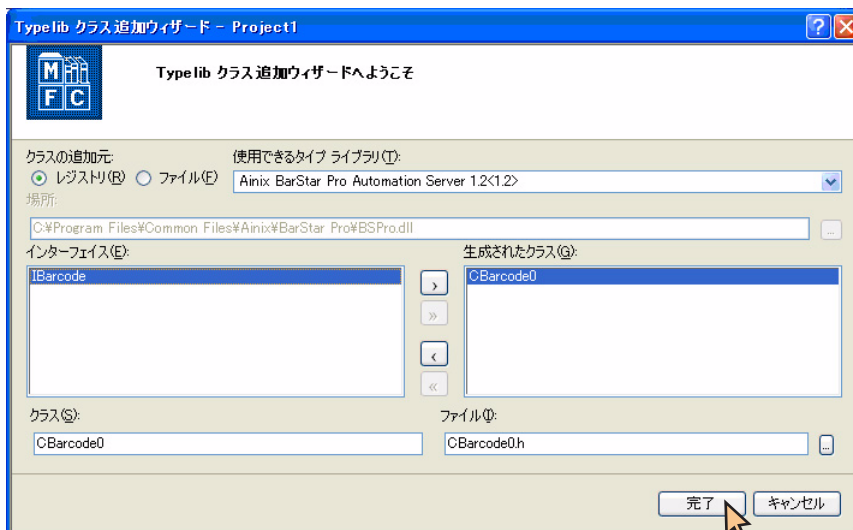 Typelib クラス追加ウィザード - Project1
MFC
Typelib クラス追加ウィザードへようこそ
クラスの追加元: 使用できるタイプ ライブラリ(T):
レジストリ(R) ファイル(F) Ainix BarStar Pro Automation Server 1.2<1.2>
場所:
C:¥Program Files¥Common Files¥Ainix¥BarStar Pro¥BSPro.dll ...
インターフェイス(E): 生成されたクラス(G):
IBarcode > CBarcode0
»
<
«
クラス(S): ファイル(I):
CBarcode0 CBarcode0.h ...
完了 キャンセル